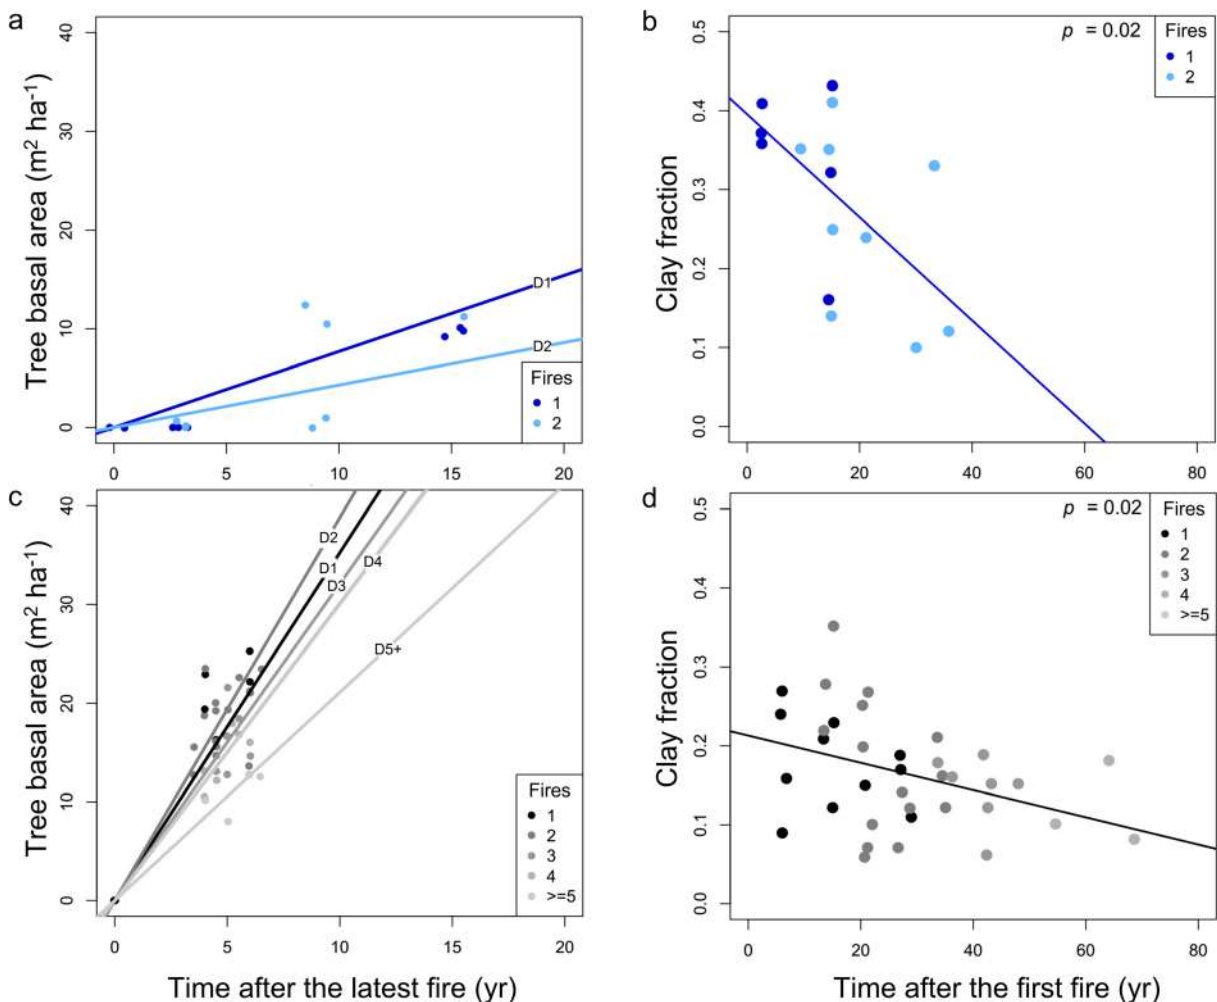 a
Tree basal area (m² ha⁻¹)
40
30
20
10
0
D1
D2
Fires
1
2
0 5 10 15 20
b
p = 0.02
Fires
1
2
Clay fraction
0.5
0.4
0.3
0.2
0.1
0.0
0 20 40 60 80
c
Tree basal area (m² ha⁻¹)
40
30
20
10
0
D2
D1
D3
D4
D5+
Fires
1
2
3
4
>=5
0 5 10 15 20
Time after the latest fire (yr)
d
p = 0.02
Fires
1
2
3
4
>=5
Clay fraction
0.5
0.4
0.3
0.2
0.1
0.0
0 20 40 60 80
Time after the first fire (yr)